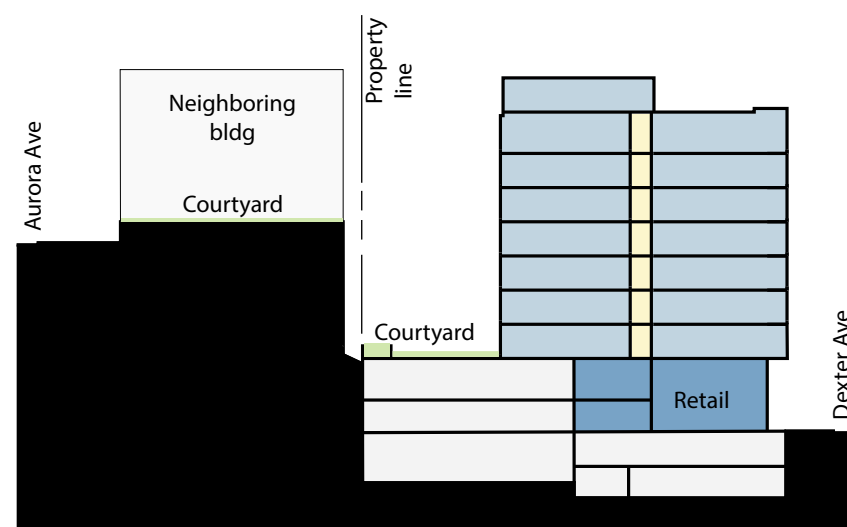 Aurora Ave
Neighboring
bldg
Courtyard
Property
line
Courtyard
Retail
Dexter Ave